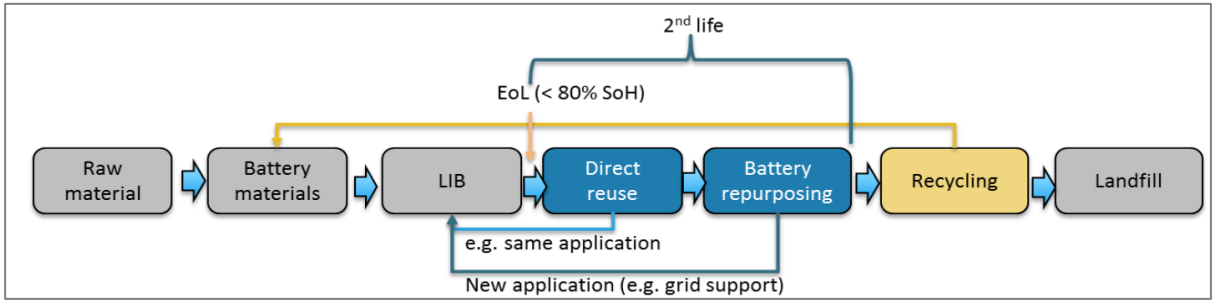 2nd life
EoL (< 80% SoH)
Raw
material
Battery
materials
LIB
Direct
reuse
Battery
repurposing
Recycling
Landfill
e.g. same application
New application (e.g. grid support)